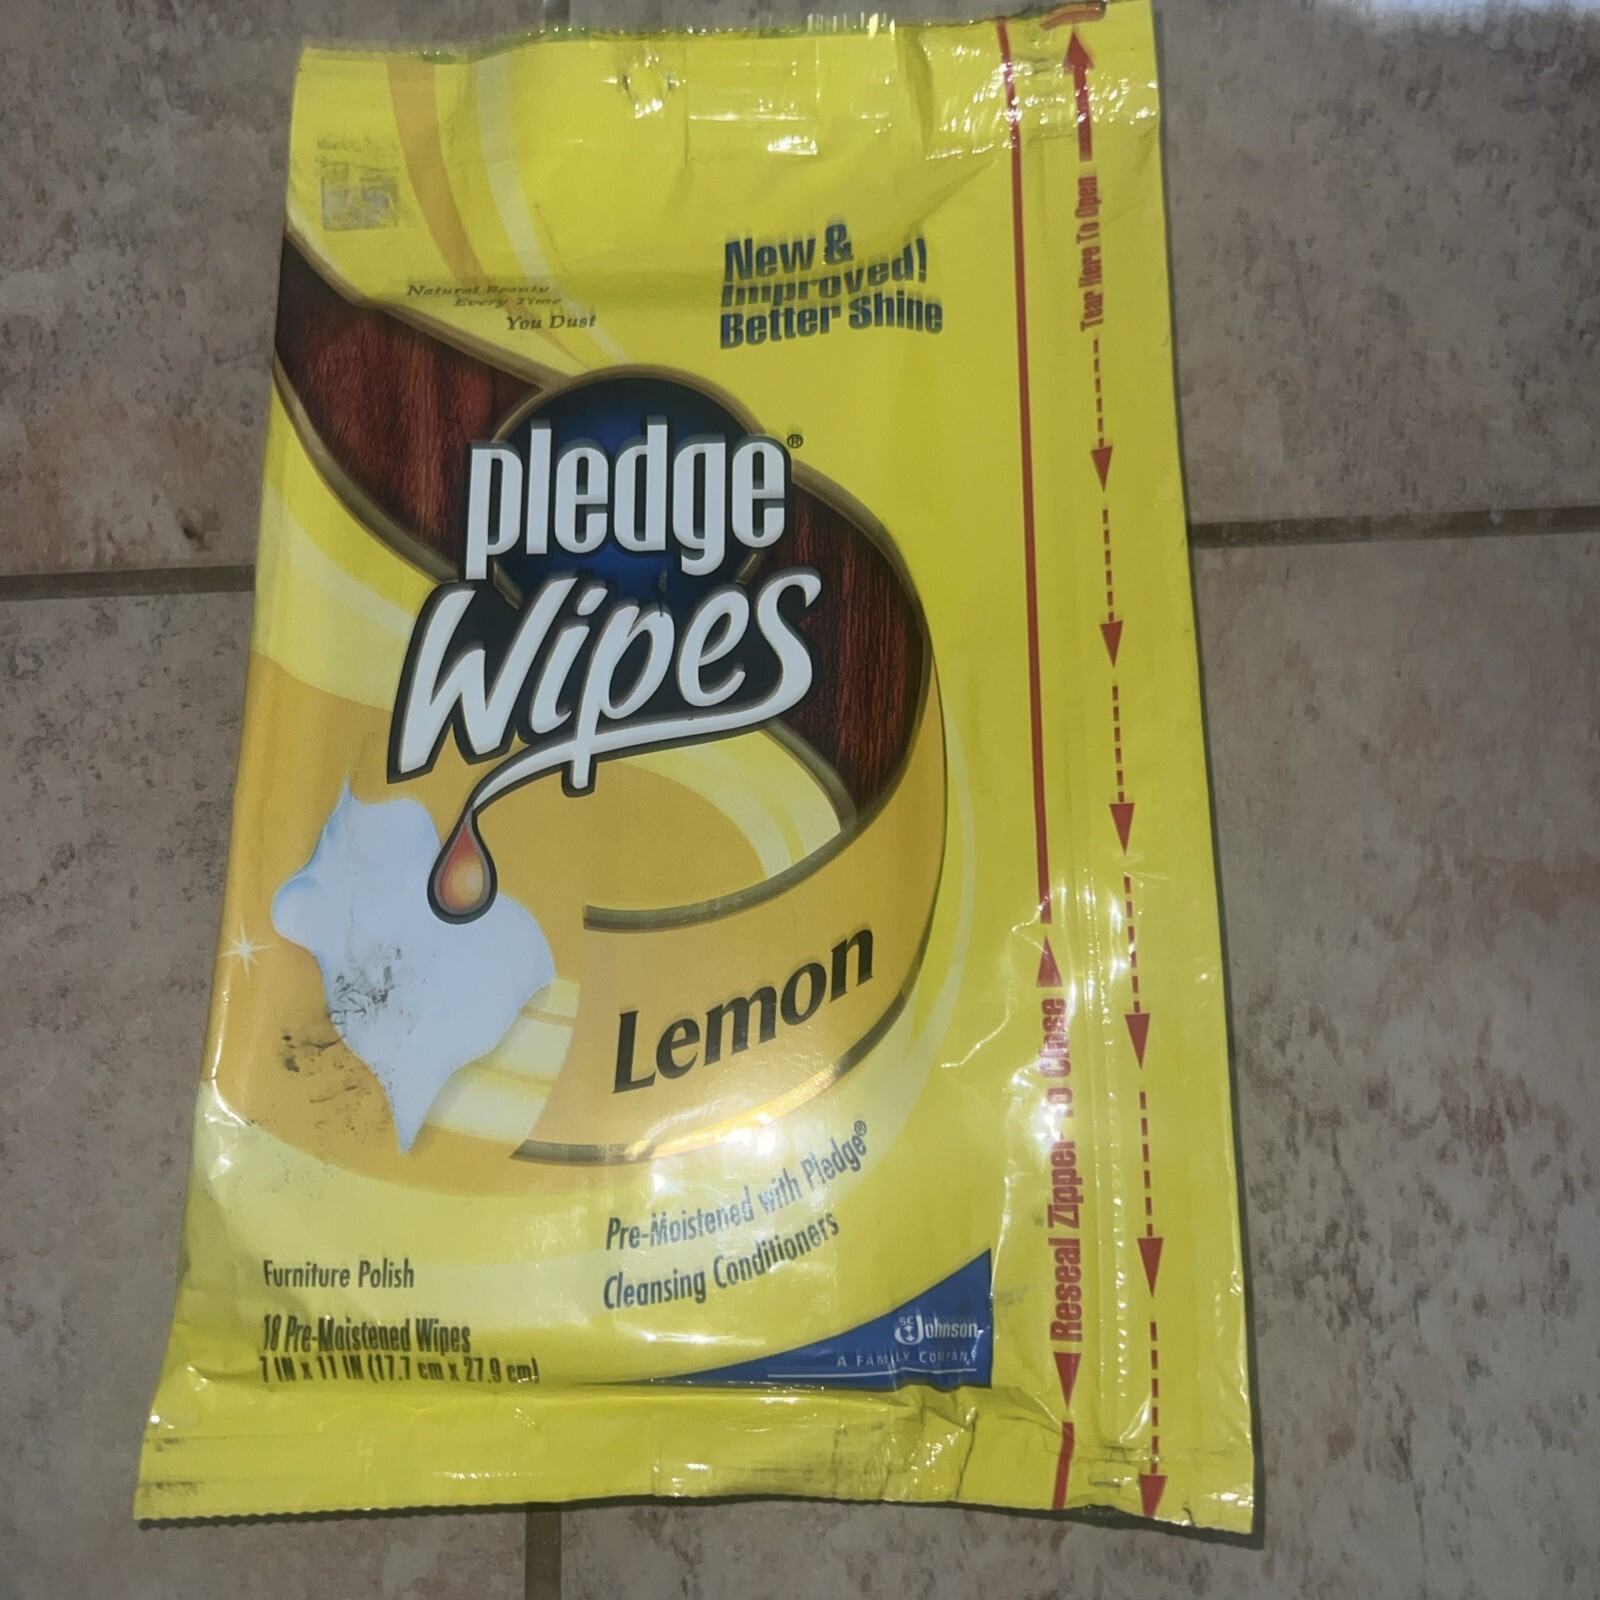 Natural Beauty
Every Time
You Dust
New &
Improved!
Better Shine
pledge®
Wipes
Lemon
Pre-Moistened with Pledge®
Cleansing Conditioners
Furniture Polish
18 Pre-Moistened Wipes
7 IN x 11 IN (17.7 cm x 27.9 cm)
SC Johnson
A FAMILY COMPANY
Reseal Zipper To Close
Tear Here To Open